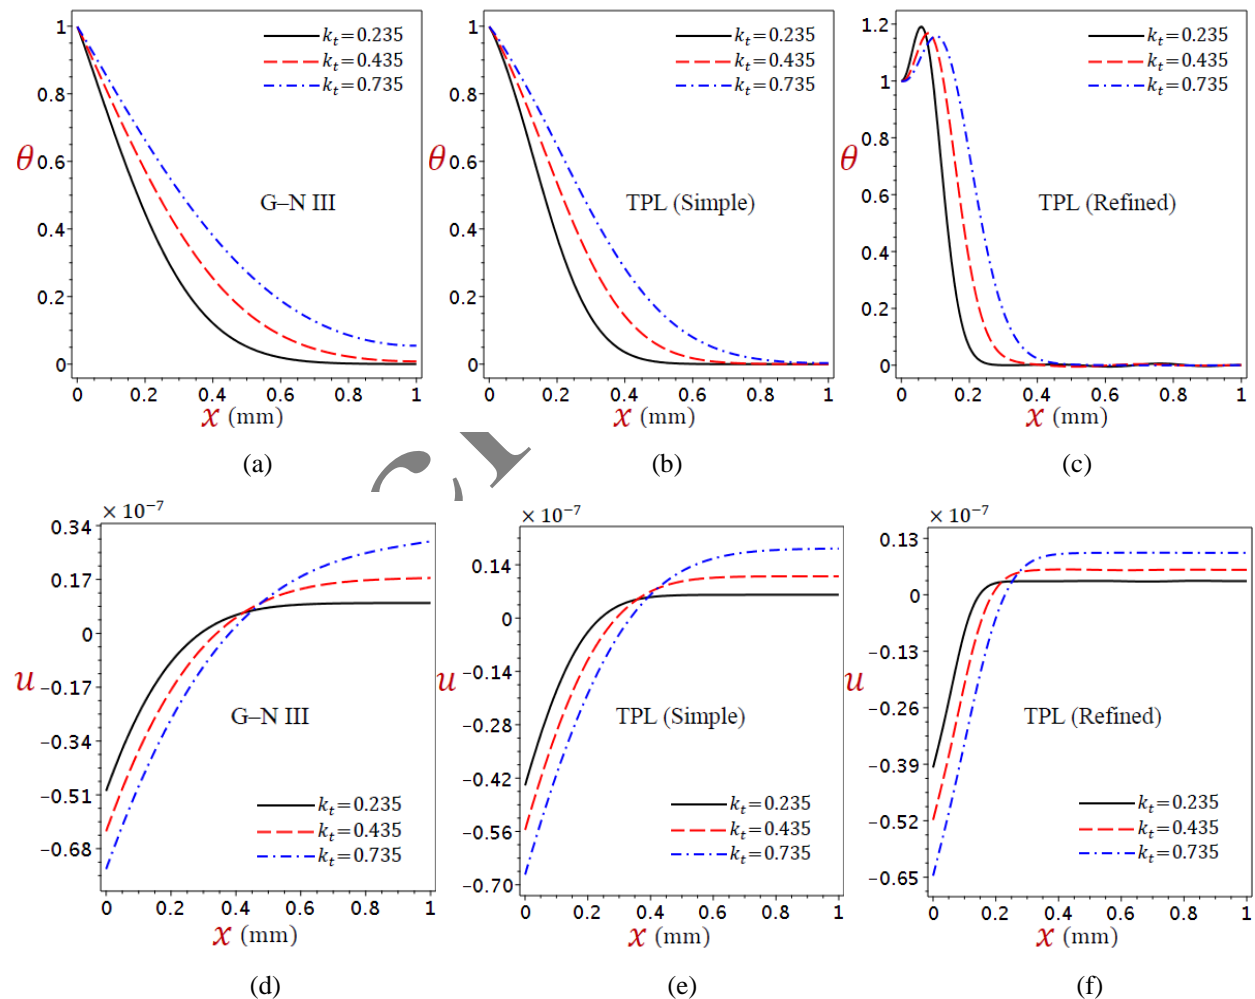 1
0.8
0.6
0.4
0.2
0
θ
k_t=0.235
k_t=0.435
k_t=0.735
G–N III
0 0.2 0.4 0.6 0.8 1
x (mm)
(a)
1
0.8
0.6
0.4
0.2
0
θ
k_t=0.235
k_t=0.435
k_t=0.735
TPL (Simple)
0 0.2 0.4 0.6 0.8 1
x (mm)
(b)
1.2
1
0.8
0.6
0.4
0.2
0
θ
k_t=0.235
k_t=0.435
k_t=0.735
TPL (Refined)
0 0.2 0.4 0.6 0.8 1
x (mm)
(c)
× 10⁻⁷
0.34
0.17
0
−0.17
−0.34
−0.51
−0.68
u
G–N III
k_t=0.235
k_t=0.435
k_t=0.735
0 0.2 0.4 0.6 0.8 1
x (mm)
(d)
× 10⁻⁷
0.14
0
−0.14
−0.28
−0.42
−0.56
−0.70
u
TPL (Simple)
k_t=0.235
k_t=0.435
k_t=0.735
0 0.2 0.4 0.6 0.8 1
x (mm)
(e)
× 10⁻⁷
0.13
0
−0.13
−0.26
−0.39
−0.52
−0.65
u
TPL (Refined)
k_t=0.235
k_t=0.435
k_t=0.735
0 0.2 0.4 0.6 0.8 1
x (mm)
(f)